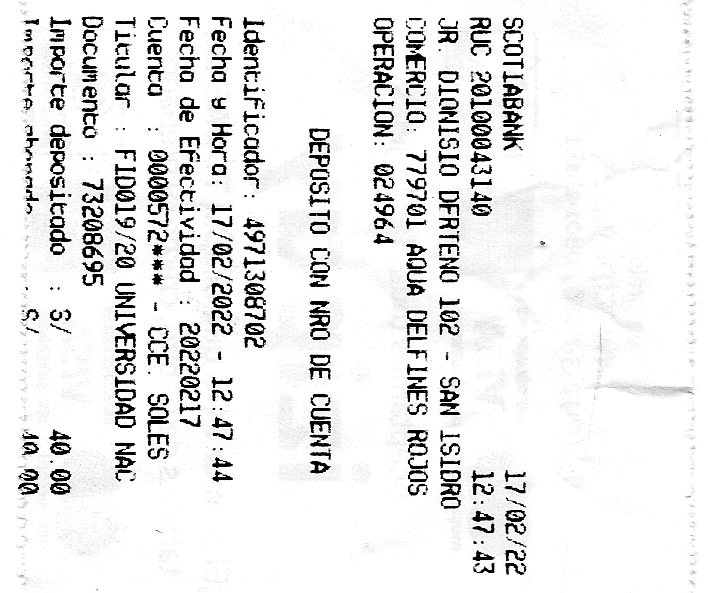 SCOTIABANK 17/02/22
RUC 20100043140 12:47:43
JR. DIONISIO DERTENO 102 - SAN ISIDRO
COMERCIO: 779701 AQUA DELFINES ROJOS
OPERACION: 024964
DEPOSITO CON NRO DE CUENTA
Identificador: 4971308702
Fecha y Hora: 17/02/2022 - 12:47:44
Fecha de Efectividad : 20220217
Cuenta : 0000572*** - CCE. SOLES
Titular : FID019/20 UNIVERSIDAD NAC
Documento : 73208695
Importe depositado : S/ 40.00
Importe abonado : S/ 40.00